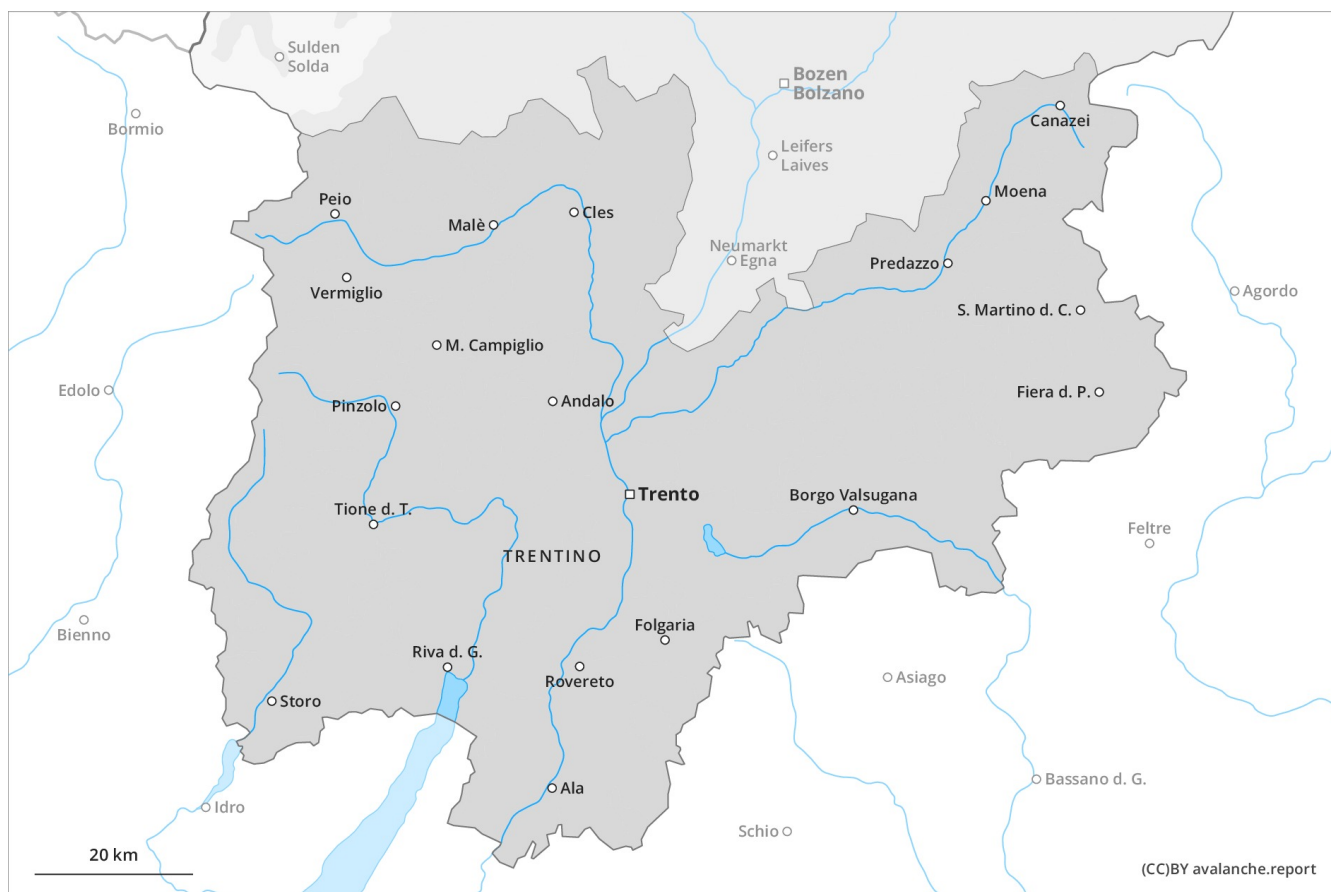 Sulden
Solda
Bozen
Bolzano
Bormio
Canazei
Leifers
Laives
Peio
Moena
Malè
Cles
Neumarkt
Egna
Predazzo
Vermiglio
Agordo
S. Martino d. C.
M. Campiglio
Edolo
Pinzolo
Andalo
Fiera d. P.
Trento
Borgo Valsugana
Tione d. T.
Feltre
TRENTINO
Bienno
Folgaria
Riva d. G.
Rovereto
Asiago
Storo
Bassano d. G.
Ala
Idro
Schio
20 km
(CC)BY avalanche.report